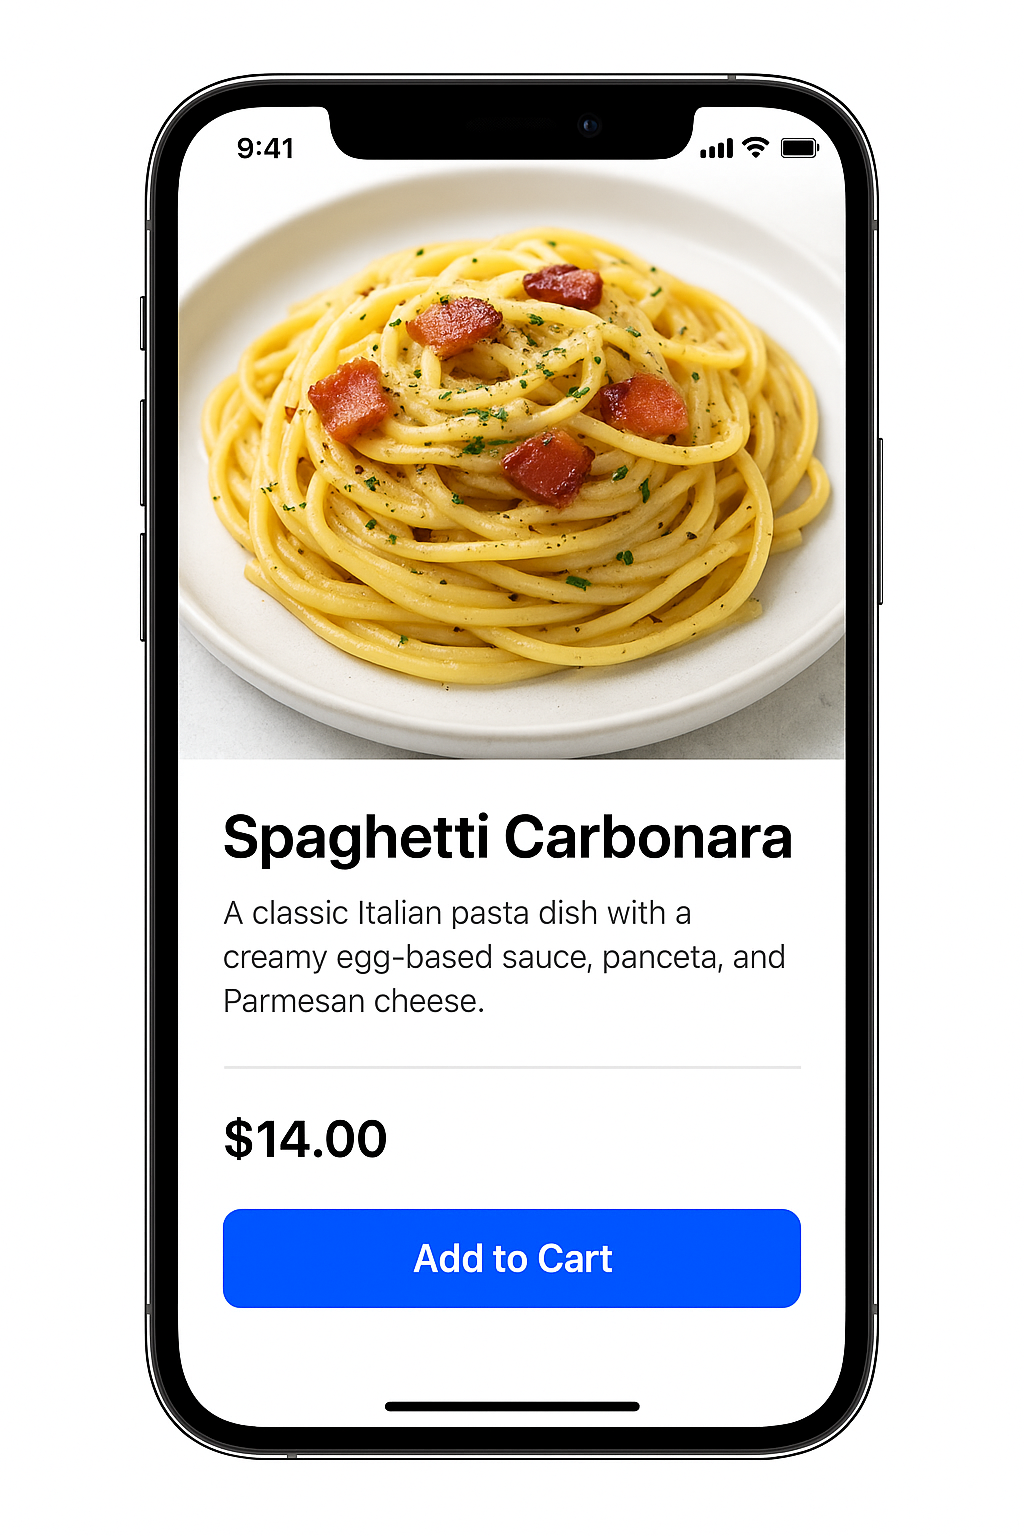 9:41
Spaghetti Carbonara
A classic Italian pasta dish with a
creamy egg-based sauce, panceta, and
Parmesan cheese.
$14.00
Add to Cart